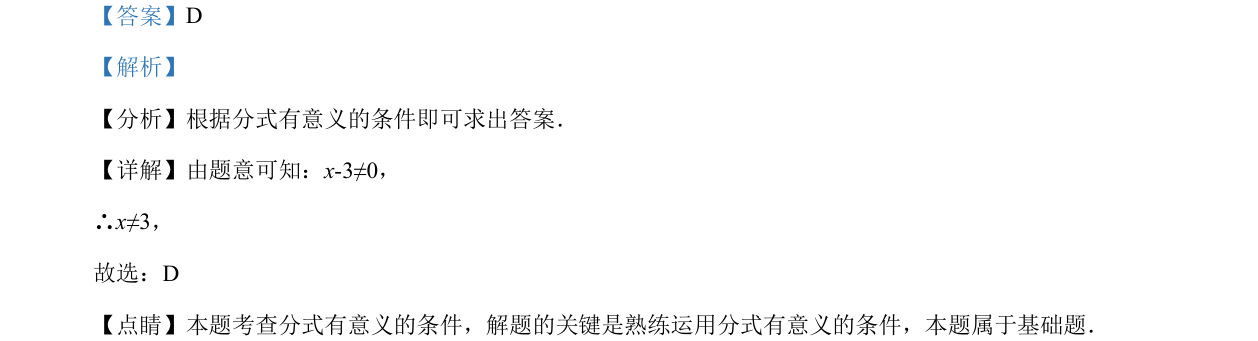 【答案】D
【解析】
【分析】根据分式有意义的条件即可求出答案．
【详解】由题意可知：x-3≠0，
∴x≠3，
故选：D
【点睛】本题考查分式有意义的条件，解题的关键是熟练运用分式有意义的条件，本题属于基础题．